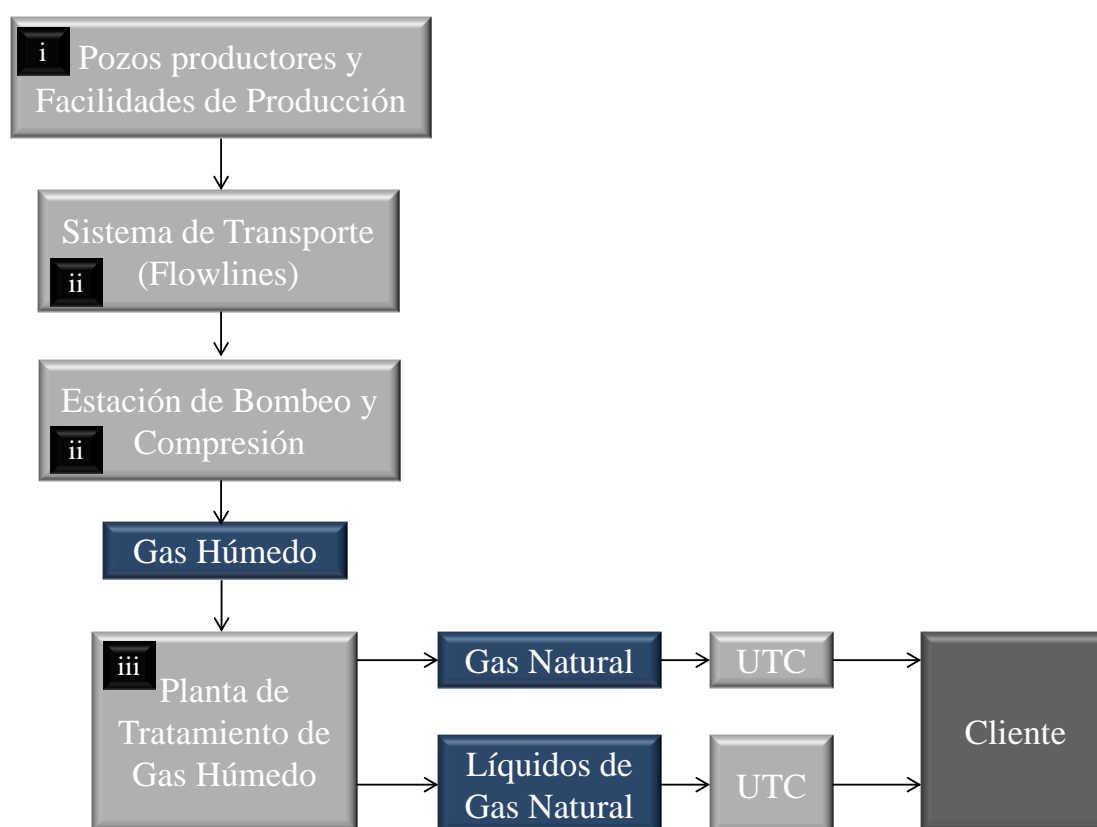 i
Pozos productores y
Facilidades de Producción
Sistema de Transporte
(Flowlines)
ii
Estación de Bombeo y
Compresión
ii
Gas Húmedo
iii
Planta de
Tratamiento de
Gas Húmedo
Gas Natural
UTC
Líquidos de
Gas Natural
UTC
Cliente